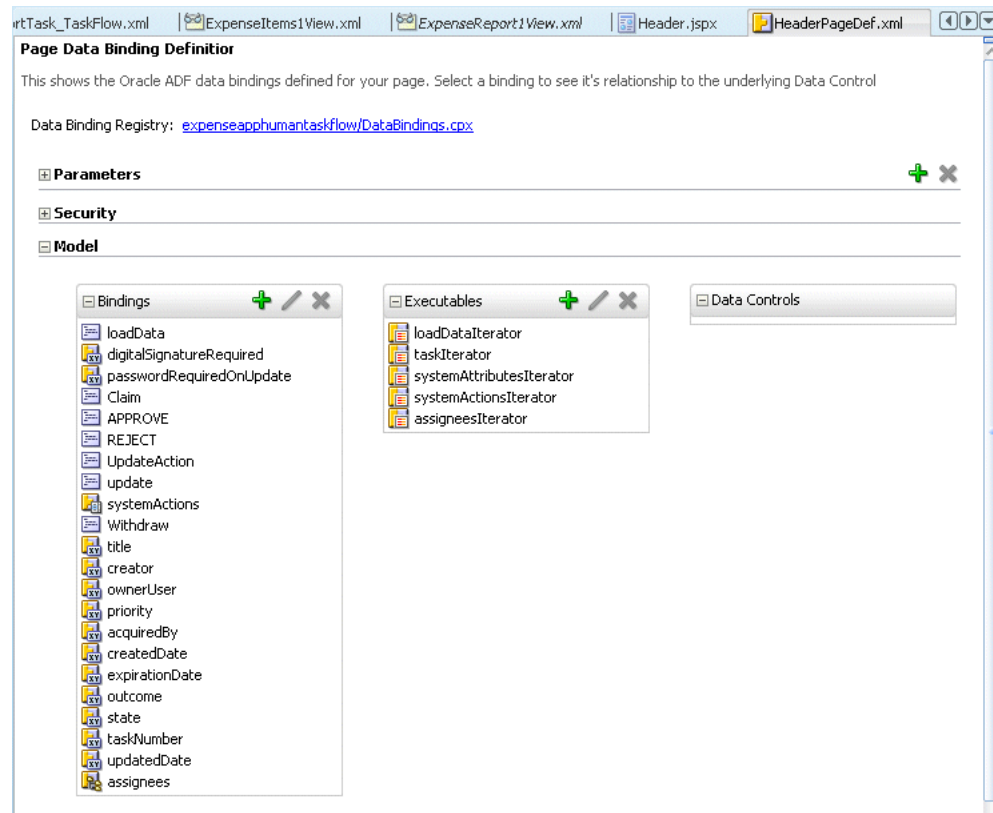 rtTask_TaskFlow.xml ExpenseItems1View.xml ExpenseReport1View.xml Header.jspx HeaderPageDef.xml
Page Data Binding Definition
This shows the Oracle ADF data bindings defined for your page. Select a binding to see it's relationship to the underlying Data Control
Data Binding Registry: expenseapphumantaskflow/DataBindings.cpx
Parameters
Security
Model
Bindings
loadData
digitalSignatureRequired
passwordRequiredOnUpdate
Claim
APPROVE
REJECT
UpdateAction
update
systemActions
Withdraw
title
creator
ownerUser
priority
acquiredBy
createdDate
expirationDate
outcome
state
taskNumber
updatedDate
assignees
Executables
loadDataIterator
taskIterator
systemAttributesIterator
systemActionsIterator
assigneesIterator
Data Controls